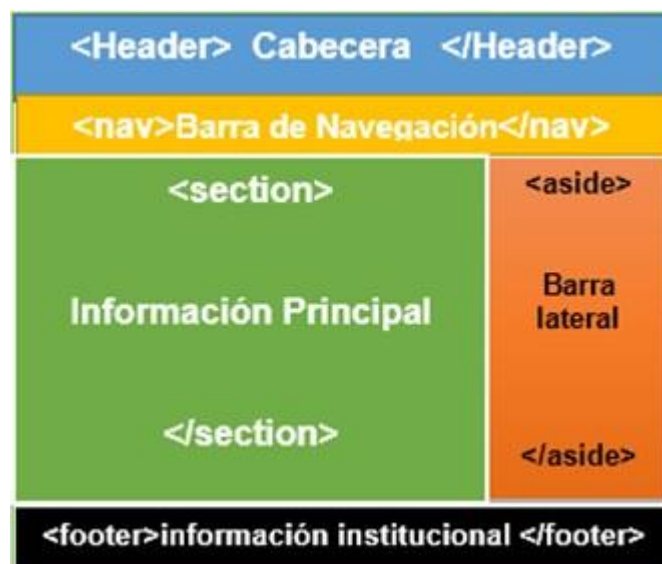 <Header> Cabecera </Header>
<nav>Barra de Navegación</nav>
<section>
Información Principal
</section>
<aside>
Barra
lateral
</aside>
<footer>información institucional </footer>